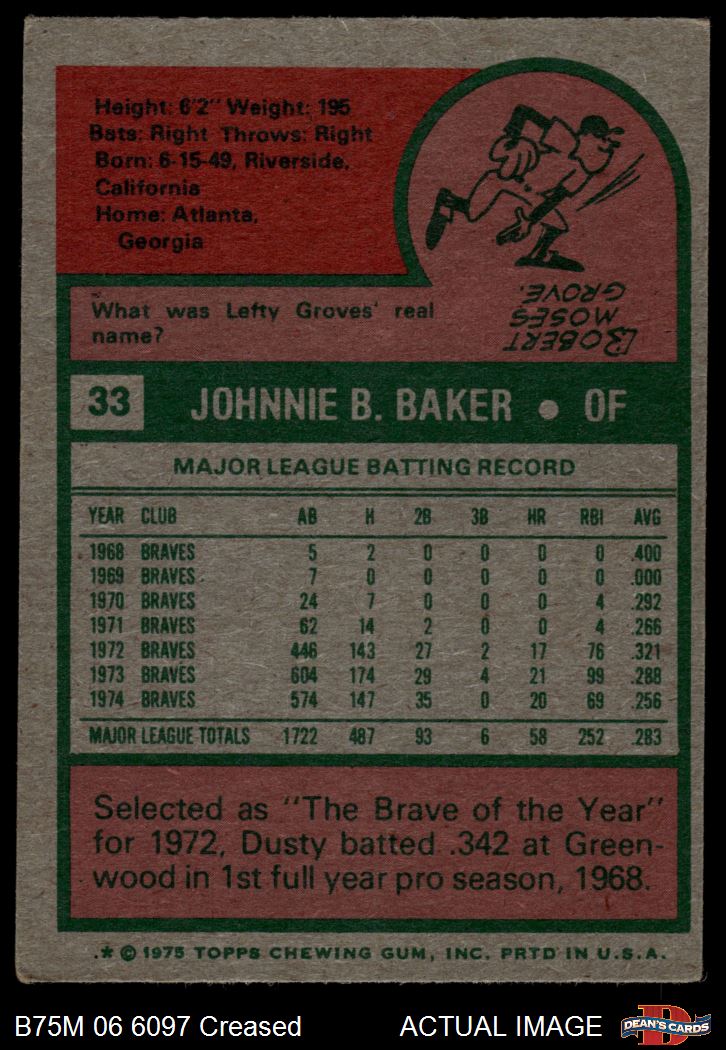 Height: 6'2" Weight: 195
Bats: Right Throws: Right
Born: 6-15-49, Riverside,
California
Home: Atlanta,
Georgia
What was Lefty Groves' real
name?
ROBERT
MOSES
GROVE.
33 JOHNNIE B. BAKER • OF
MAJOR LEAGUE BATTING RECORD
YEAR CLUB AB H 2B 3B HR RBI AVG
1968 BRAVES 5 2 0 0 0 0 .400
1969 BRAVES 7 0 0 0 0 0 .000
1970 BRAVES 24 7 0 0 0 4 .292
1971 BRAVES 62 14 2 0 0 4 .266
1972 BRAVES 446 143 27 2 17 76 .321
1973 BRAVES 604 174 29 4 21 99 .288
1974 BRAVES 574 147 35 0 20 69 .256
MAJOR LEAGUE TOTALS 1722 487 93 6 58 252 .283
Selected as "The Brave of the Year"
for 1972, Dusty batted .342 at Green-
wood in 1st full year pro season, 1968.
.* © 1975 TOPPS CHEWING GUM, INC. PRTD IN U.S.A.
B75M 06 6097 Creased ACTUAL IMAGE
D
DEAN'S CARDS